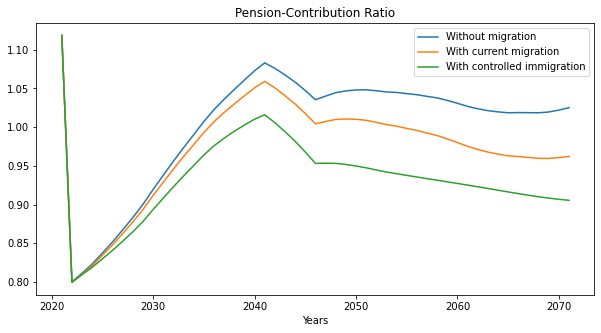 Pension-Contribution Ratio
Without migration
With current migration
With controlled immigration
1.10
1.05
1.00
0.95
0.90
0.85
0.80
2020 2030 2040 2050 2060 2070
Years